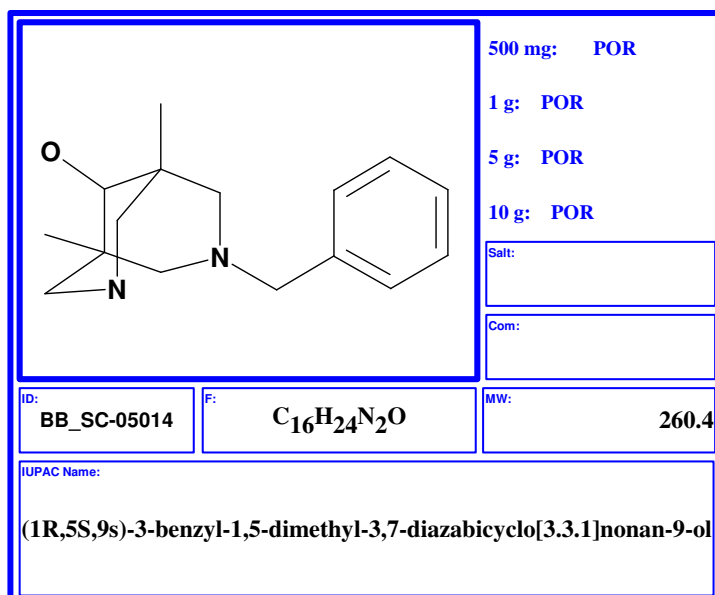 500 mg: POR
1 g: POR
5 g: POR
10 g: POR
O
N
N
Salt:
Com:
ID:
BB_SC-05014
F:
C16H24N2O
MW:
260.4
IUPAC Name:
(1R,5S,9s)-3-benzyl-1,5-dimethyl-3,7-diazabicyclo[3.3.1]nonan-9-ol